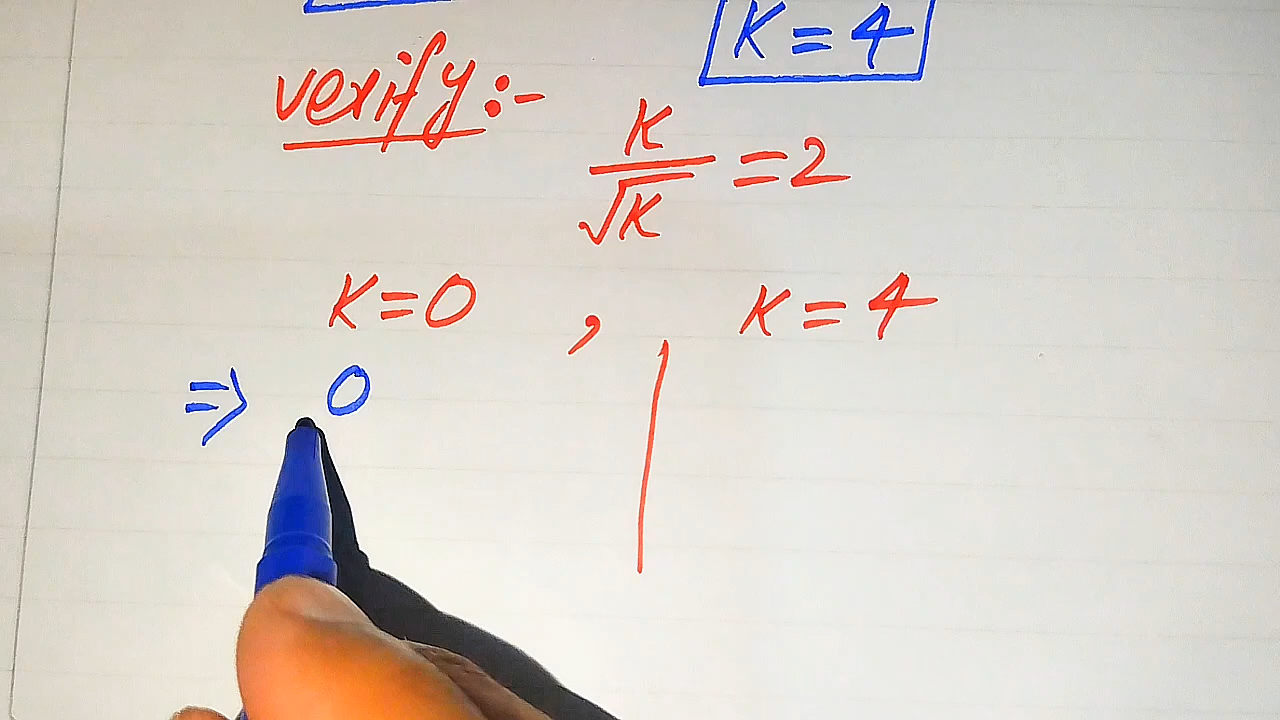 K = 4
verify :-
K/√K = 2
K = 0 , K = 4
⇒ 0